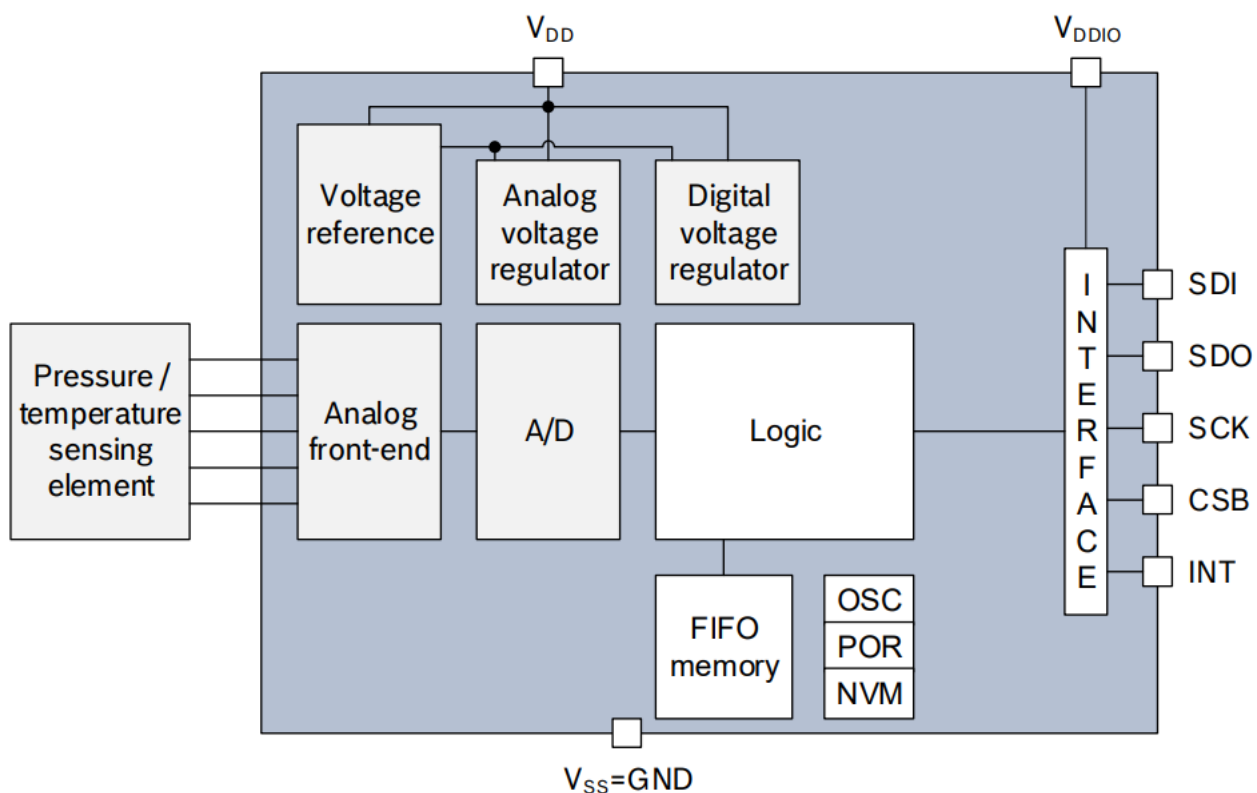 VDD
VDDIO
Voltage
reference
Analog
voltage
regulator
Digital
voltage
regulator
INTERFACE
SDI
SDO
SCK
CSB
INT
Pressure /
temperature
sensing
element
Analog
front-end
A/D
Logic
FIFO
memory
OSC
POR
NVM
VSS=GND